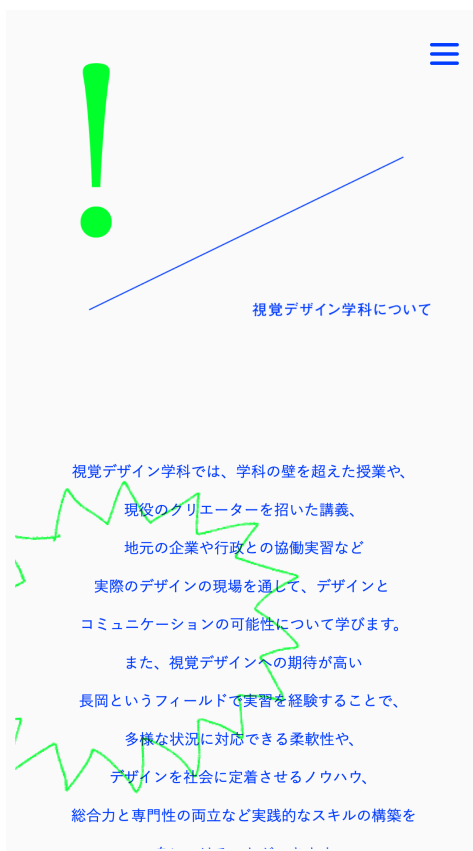 !
視覚デザイン学科について
視覚デザイン学科では、学科の壁を超えた授業や、
現役のクリエーターを招いた講義、
地元の企業や行政との協働実習など
実際のデザインの現場を通して、デザインと
コミュニケーションの可能性について学びます。
また、視覚デザインへの期待が高い
長岡というフィールドで実習を経験することで、
多様な状況に対応できる柔軟性や、
デザインを社会に定着させるノウハウ、
総合力と専門性の両立など実践的なスキルの構築を